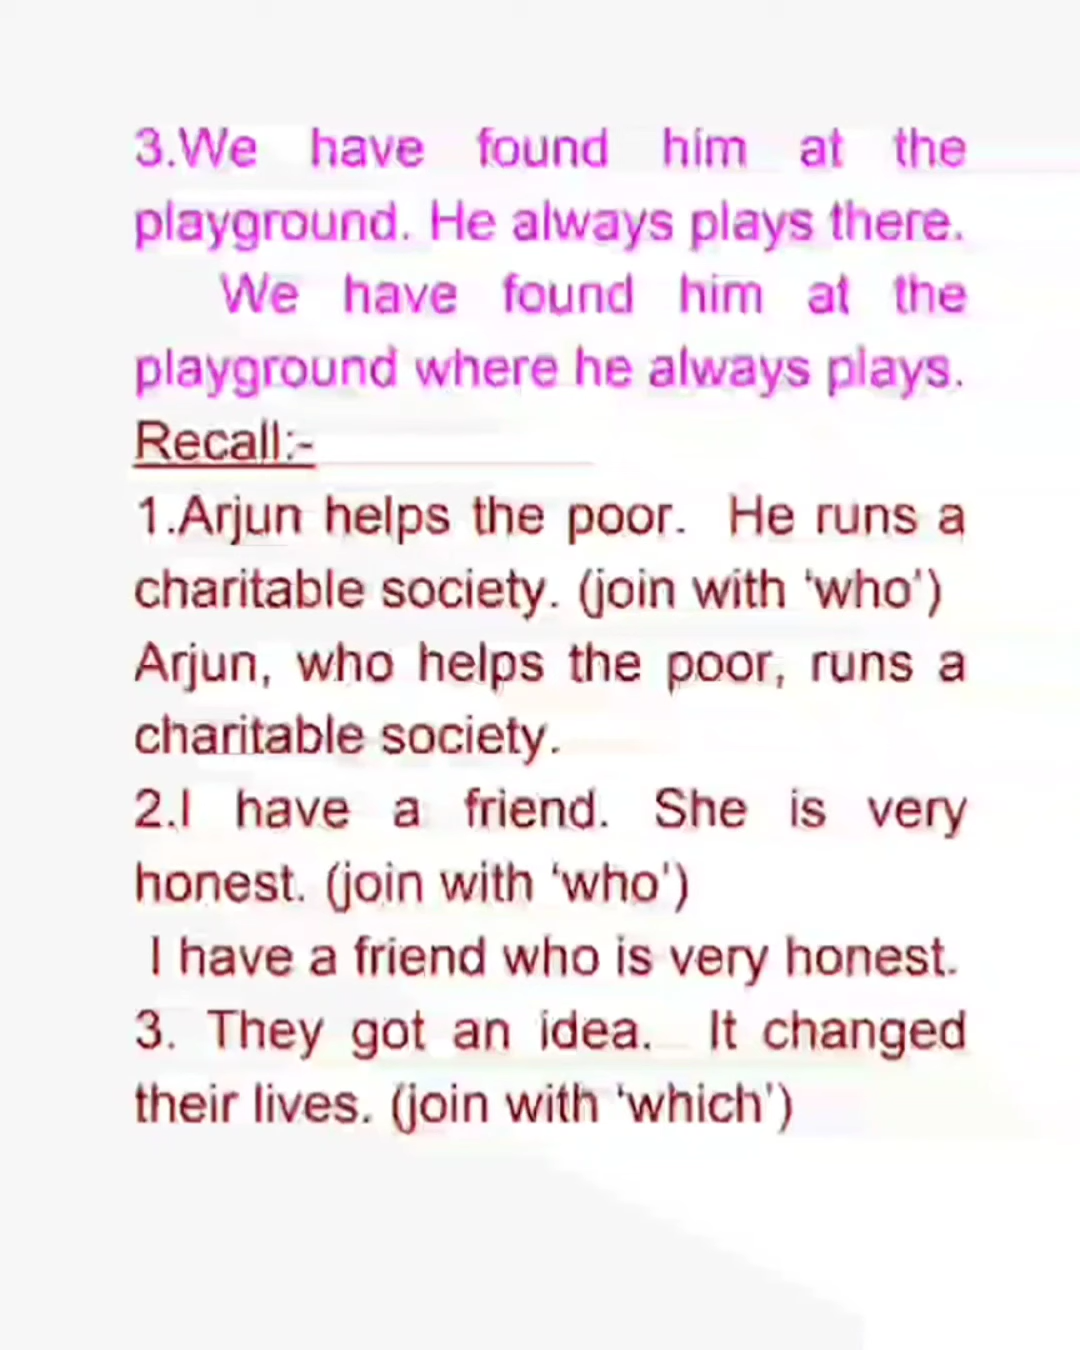 3.We have found him at the
playground. He always plays there.
We have found him at the
playground where he always plays.
Recall:-
1.Arjun helps the poor. He runs a
charitable society. (join with 'who')
Arjun, who helps the poor, runs a
charitable society.
2.I have a friend. She is very
honest. (join with 'who')
I have a friend who is very honest.
3. They got an idea. It changed
their lives. (join with 'which')